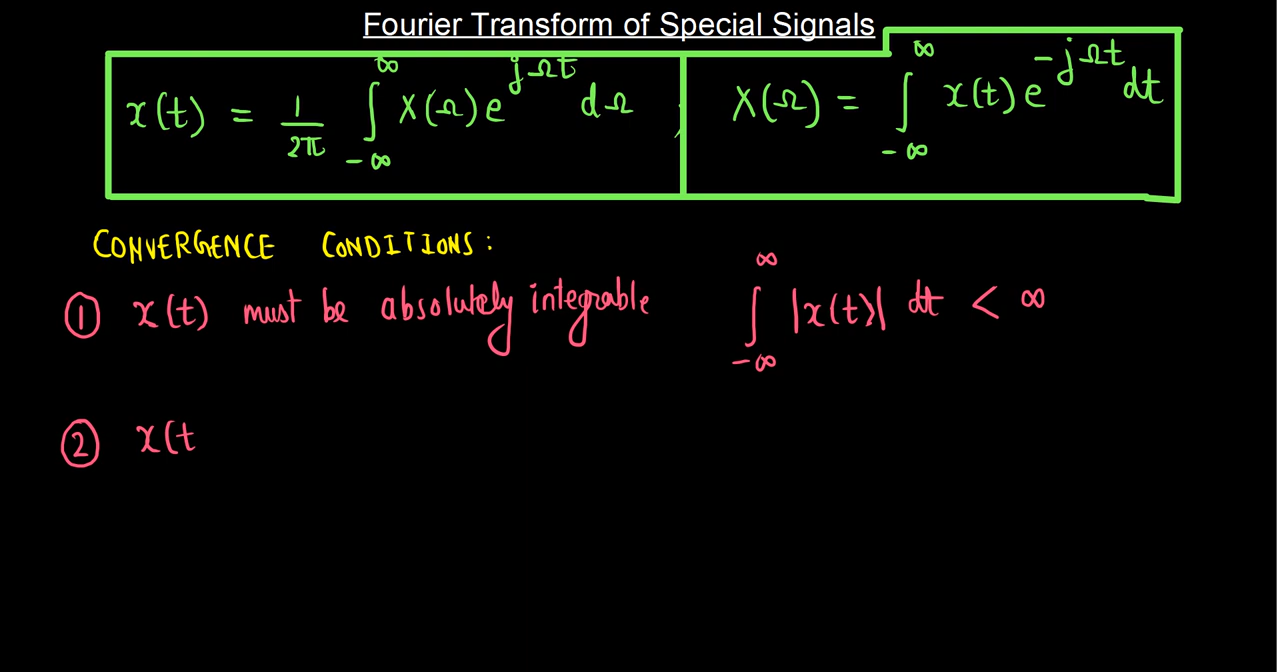 Fourier Transform of Special Signals
x(t) = 1/2π ∫_{-∞}^{∞} X(Ω) e^{jΩt} dΩ ; X(Ω) = ∫_{-∞}^{∞} x(t) e^{-jΩt} dt
CONVERGENCE CONDITIONS:
① x(t) must be absolutely integrable ∫_{-∞}^{∞} |x(t)| dt < ∞
② x(t